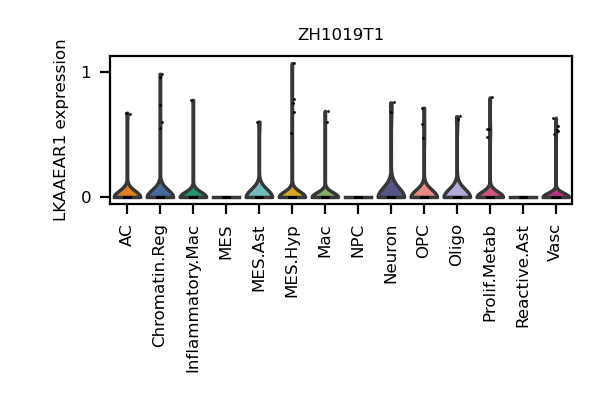 ZH1019T1
LKAAEAR1 expression
1
0
AC
Chromatin.Reg
Inflammatory.Mac
MES
MES.Ast
MES.Hyp
Mac
NPC
Neuron
OPC
Oligo
Prolif.Metab
Reactive.Ast
Vasc